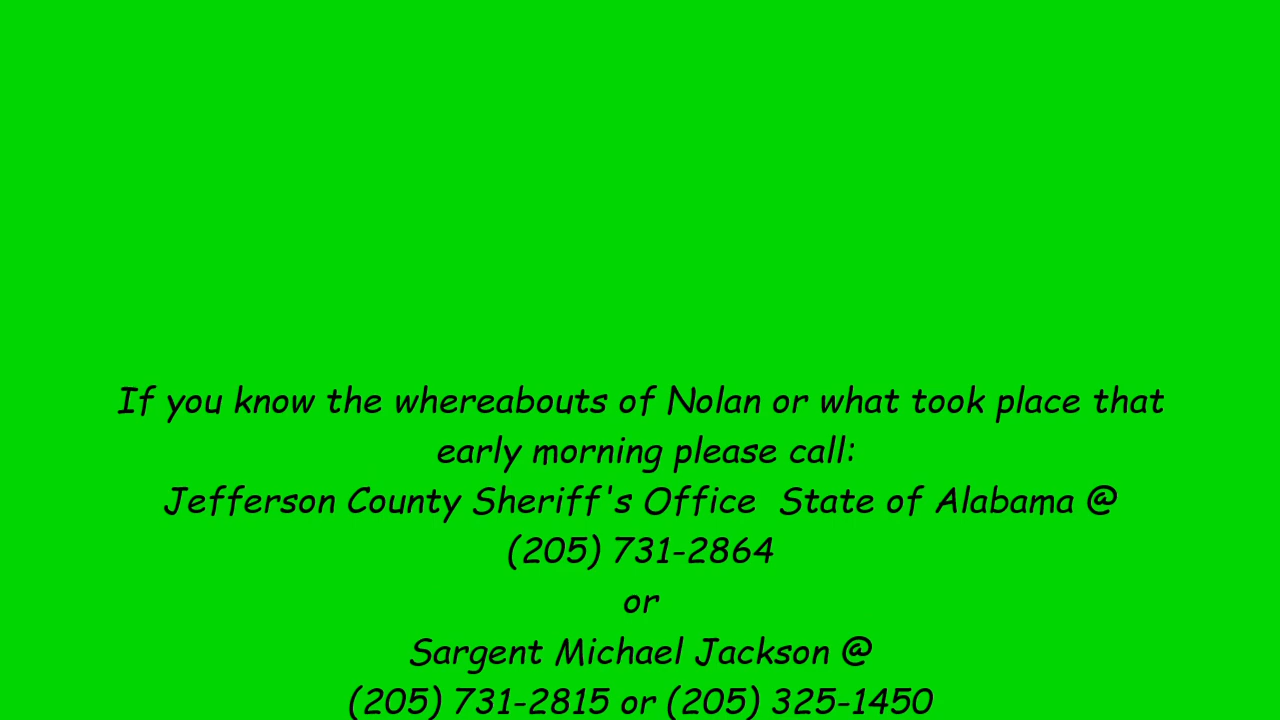 If you know the whereabouts of Nolan or what took place that
early morning please call:
Jefferson County Sheriff's Office  State of Alabama @
(205) 731-2864
or
Sargent Michael Jackson @
(205) 731-2815 or (205) 325-1450